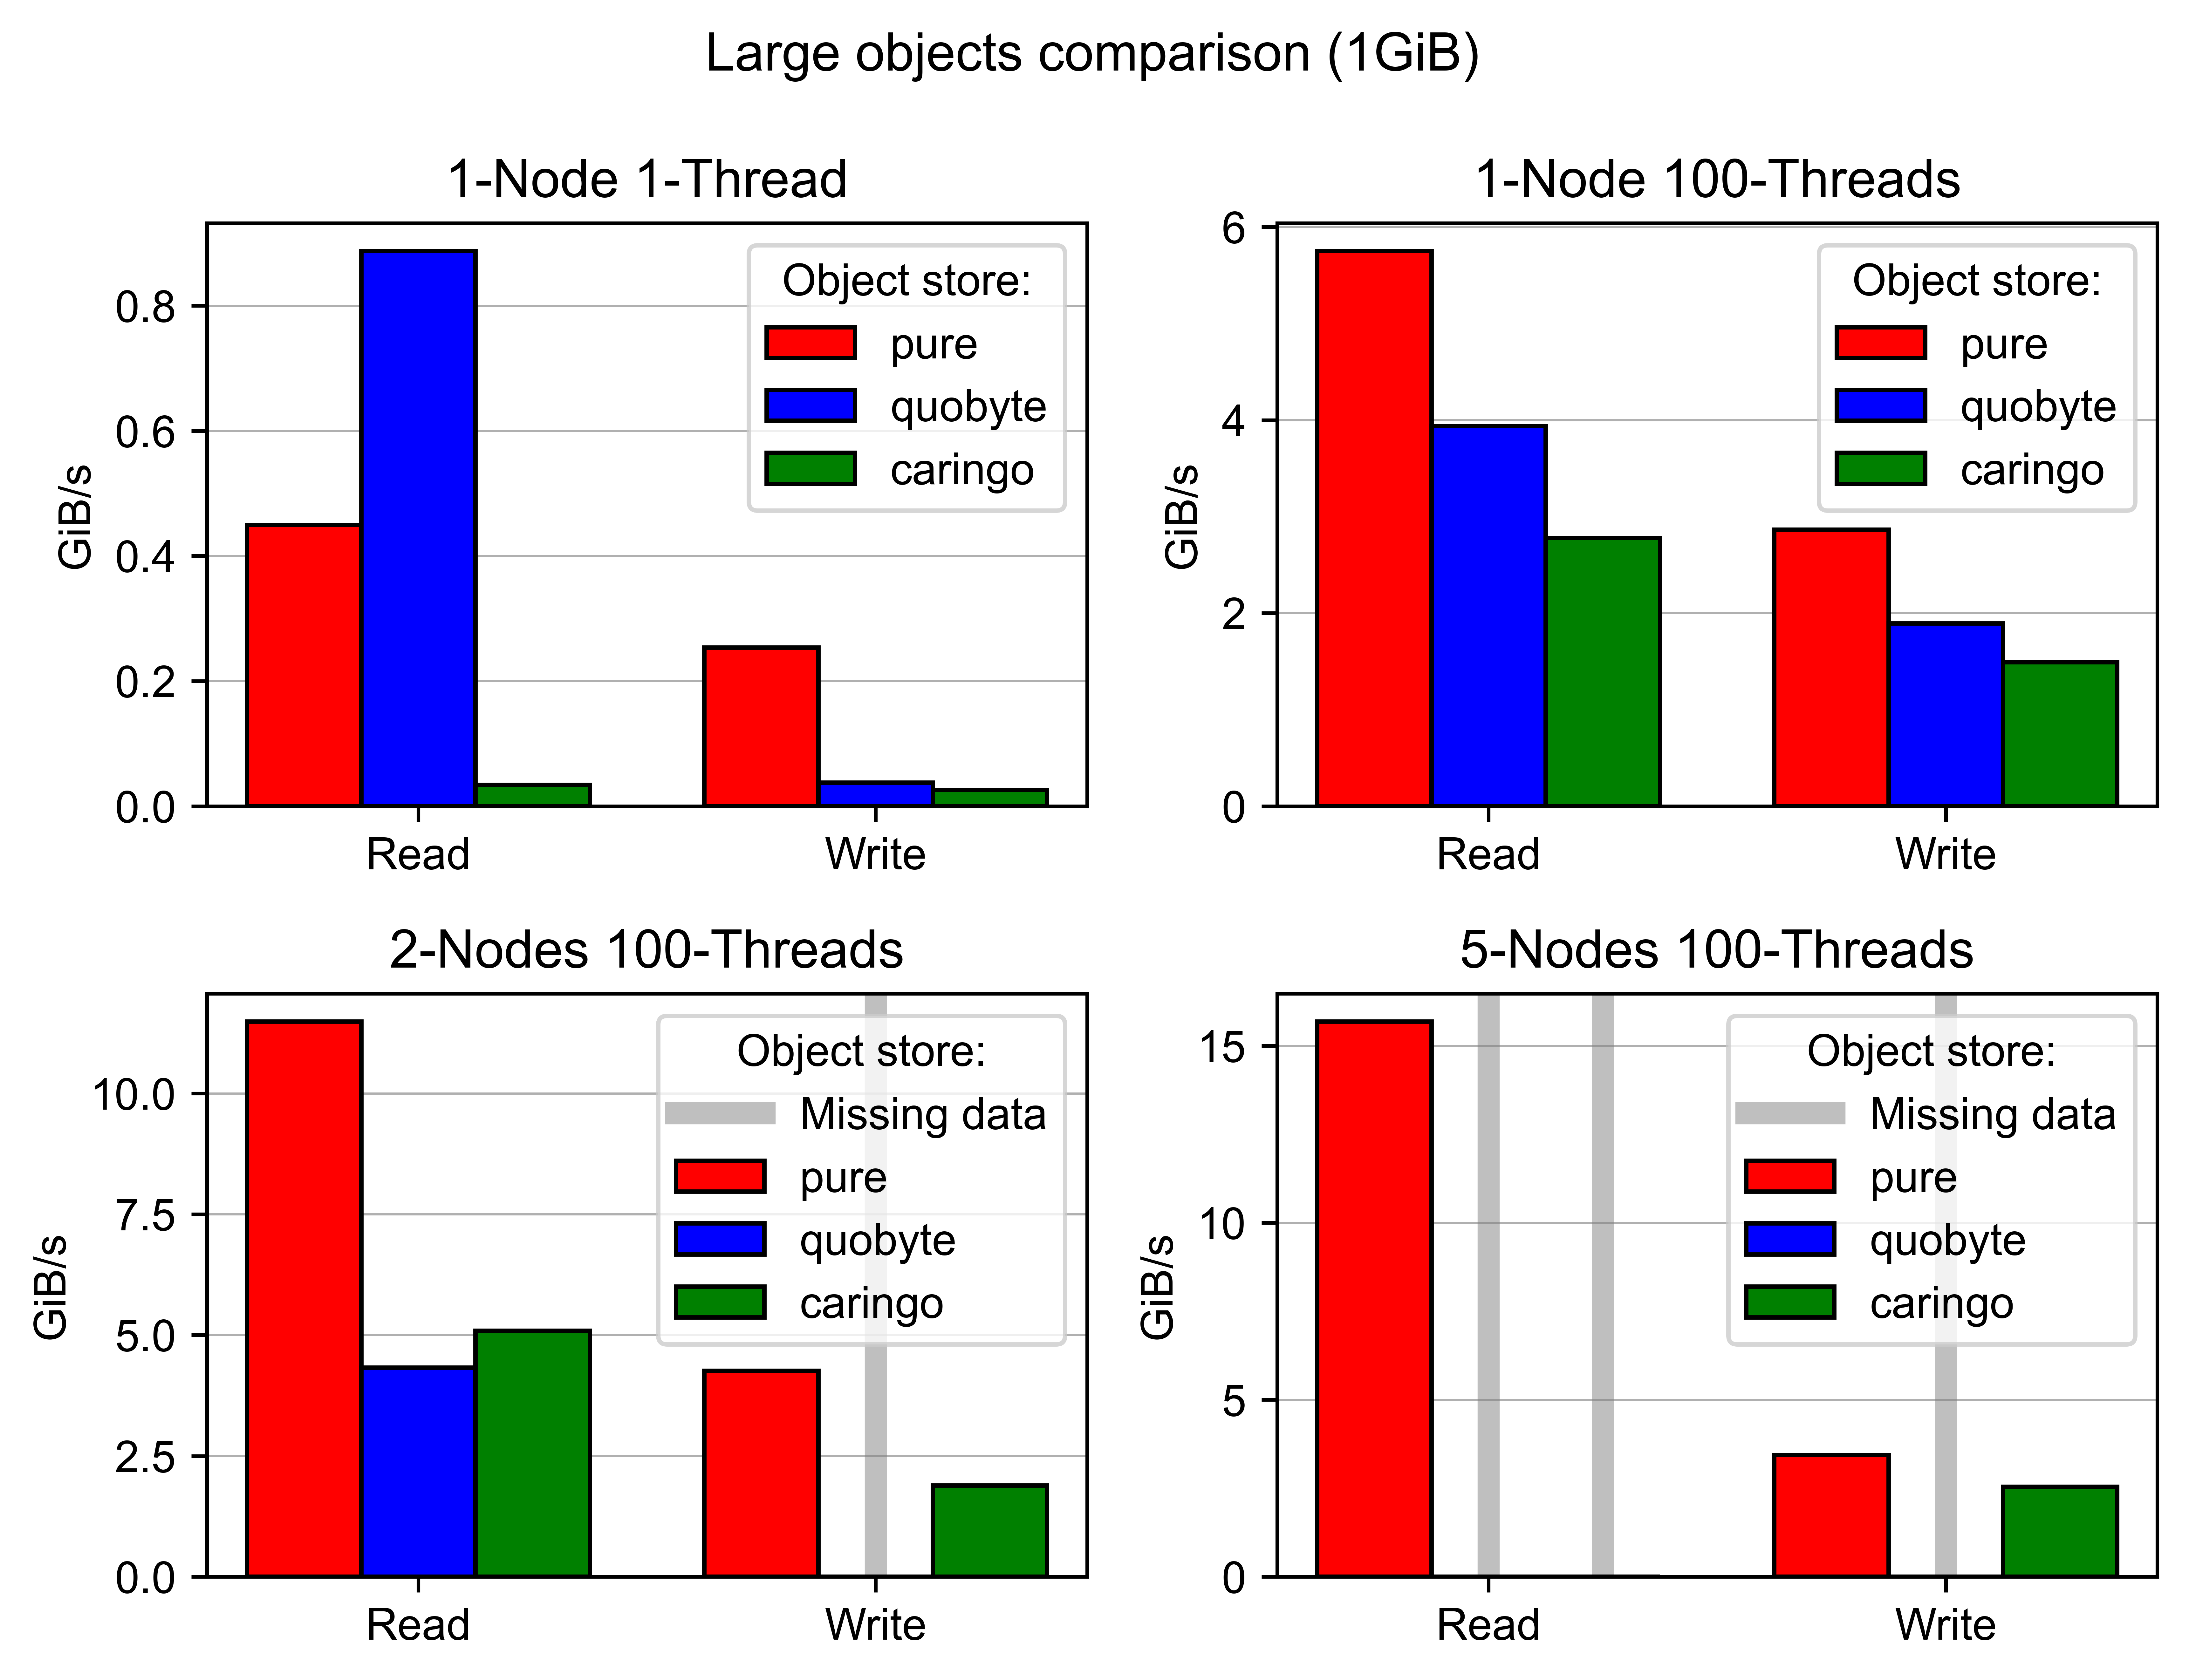 Large objects comparison (1GiB)
1-Node 1-Thread
GiB/s
0.8
0.6
0.4
0.2
0.0
Read
Write
Object store:
pure
quobyte
caringo
1-Node 100-Threads
GiB/s
6
4
2
0
Read
Write
Object store:
pure
quobyte
caringo
2-Nodes 100-Threads
GiB/s
10.0
7.5
5.0
2.5
0.0
Read
Write
Object store:
Missing data
pure
quobyte
caringo
5-Nodes 100-Threads
GiB/s
15
10
5
0
Read
Write
Object store:
Missing data
pure
quobyte
caringo